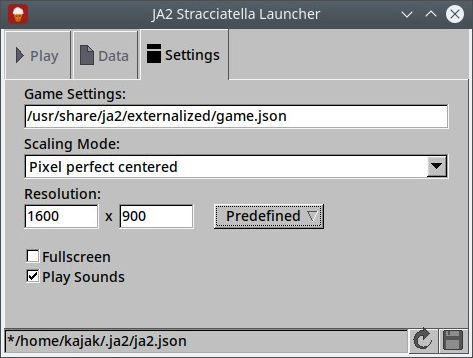 JA2 Stracciatella Launcher
Play Data Settings
Game Settings:
/usr/share/ja2/externalized/game.json
Scaling Mode:
Pixel perfect centered
Resolution:
1600 x 900 Predefined
Fullscreen
Play Sounds
*/home/kajak/.ja2/ja2.json